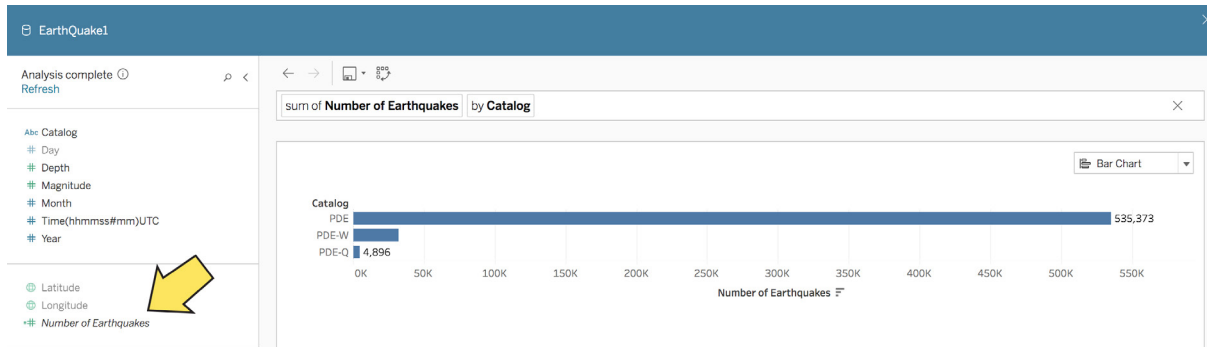 EarthQuake1
Analysis complete
Refresh
Abc Catalog
# Day
# Depth
# Magnitude
# Month
# Time(hhmmss#mm)UTC
# Year
Latitude
Longitude
=# Number of Earthquakes
sum of Number of Earthquakes by Catalog
Bar Chart
Catalog
PDE 535,373
PDE-W
PDE-Q 4,896
0K 50K 100K 150K 200K 250K 300K 350K 400K 450K 500K 550K
Number of Earthquakes